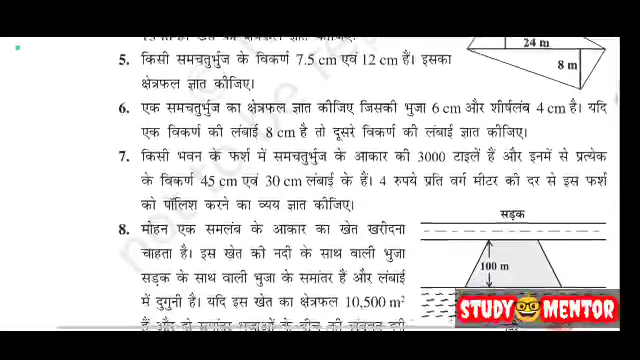 24 m
8 m
5. किसी समचतुर्भुज के विकर्ण 7.5 cm एवं 12 cm हैं। इसका
क्षेत्रफल ज्ञात कीजिए।
6. एक समचतुर्भुज का क्षेत्रफल ज्ञात कीजिए जिसकी भुजा 6 cm और शीर्षलंब 4 cm है। यदि
एक विकर्ण की लंबाई 8 cm है तो दूसरे विकर्ण की लंबाई ज्ञात कीजिए।
7. किसी भवन के फर्श में समचतुर्भुज के आकार की 3000 टाइलें हैं और इनमें से प्रत्येक
के विकर्ण 45 cm एवं 30 cm लंबाई के हैं। 4 रुपये प्रति वर्ग मीटर की दर से इस फर्श
को पॉलिश करने का व्यय ज्ञात कीजिए।
8. मोहन एक समलंब के आकार का खेत खरीदना
चाहता है। इस खेत की नदी के साथ वाली भुजा
सड़क के साथ वाली भुजा के समांतर हैं और लंबाई
में दुगुनी है। यदि इस खेत का क्षेत्रफल 10,500 m²
सड़क
100 m
STUDY MENTOR